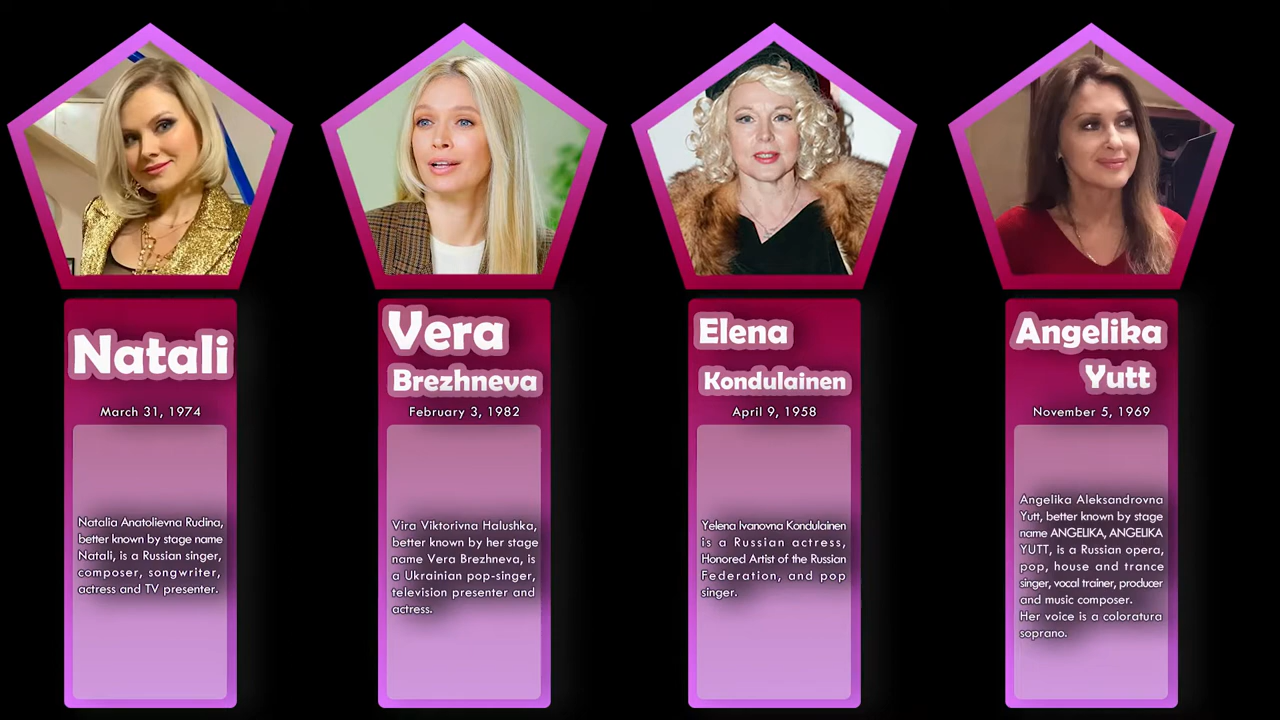 Natali
March 31, 1974
Natalia Anatolievna Rudina,
better known by stage name
Natali, is a Russian singer,
composer, songwriter,
actress and TV presenter.
Vera
Brezhneva
February 3, 1982
Vira Viktorivna Halushka,
better known by her stage
name Vera Brezhneva, is
a Ukrainian pop-singer,
television presenter and
actress.
Elena
Kondulainen
April 9, 1958
Yelena Ivanovna Kondulainen
is a Russian actress,
Honored Artist of the Russian
Federation, and pop
singer.
Angelika
Yutt
November 5, 1969
Angelika Aleksandrovna
Yutt, better known by stage
name ANGELIKA, ANGELIKA
YUTT, is a Russian opera,
pop, house and trance
singer, vocal trainer, producer
and music composer.
Her voice is a coloratura
soprano.